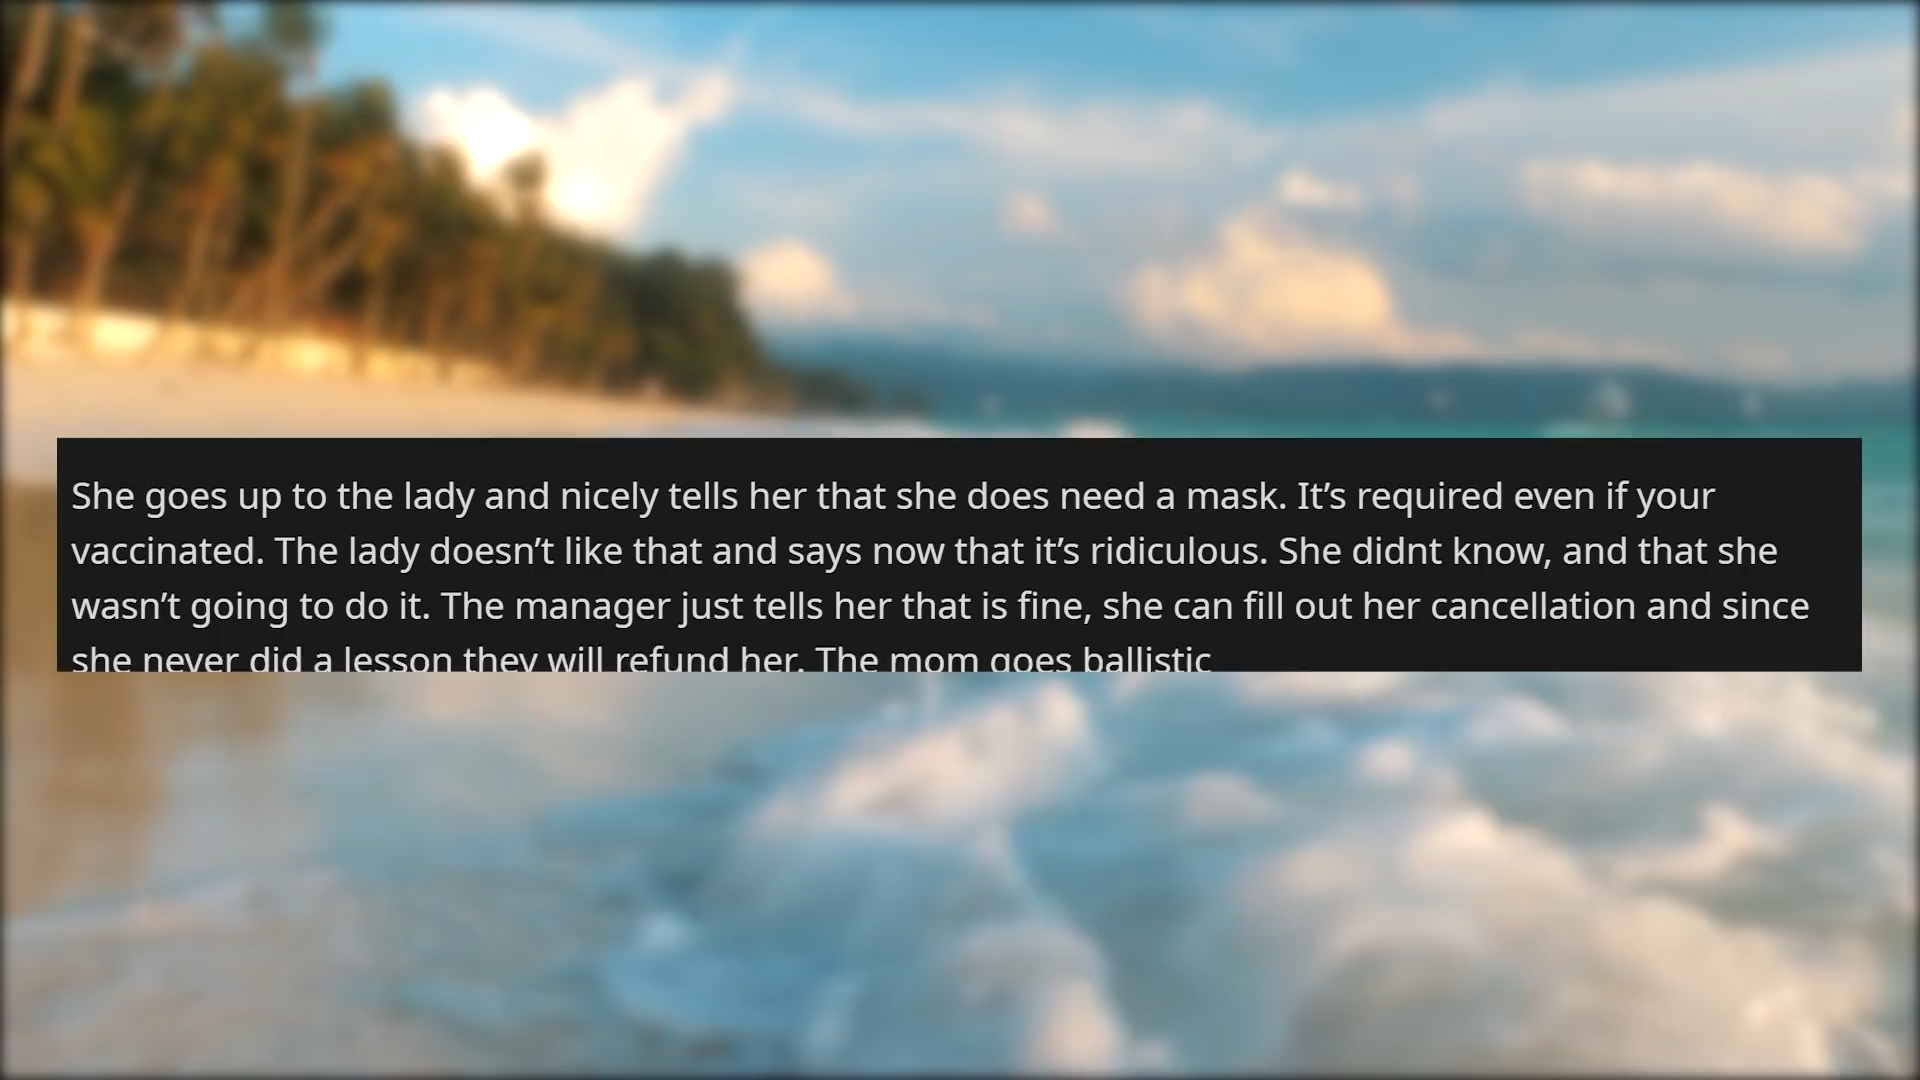 She goes up to the lady and nicely tells her that she does need a mask. It’s required even if your
vaccinated. The lady doesn’t like that and says now that it’s ridiculous. She didnt know, and that she
wasn’t going to do it. The manager just tells her that is fine, she can fill out her cancellation and since
she never did a lesson they will refund her. The mom goes ballistic